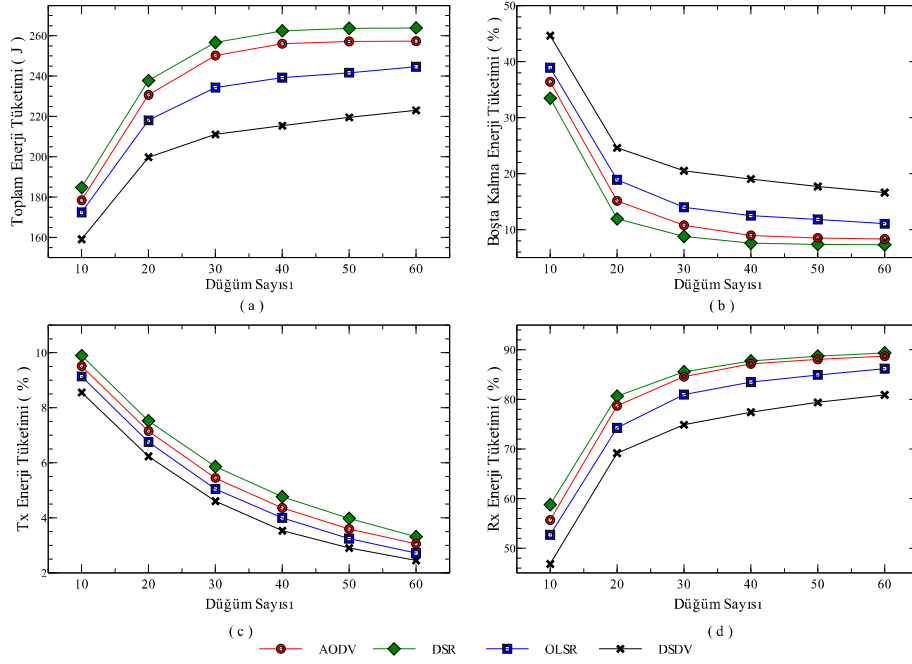 Toplam Enerji Tüketimi ( J )
260
240
220
200
180
160
10 20 30 40 50 60
Düğüm Sayısı
( a )
Boşta Kalma Enerji Tüketimi ( % )
50
40
30
20
10
10 20 30 40 50 60
Düğüm Sayısı
( b )
Tx Enerji Tüketimi ( % )
10
8
6
4
2
10 20 30 40 50 60
Düğüm Sayısı
( c )
Rx Enerji Tüketimi ( % )
90
80
70
60
50
10 20 30 40 50 60
Düğüm Sayısı
( d )
AODV DSR OLSR DSDV